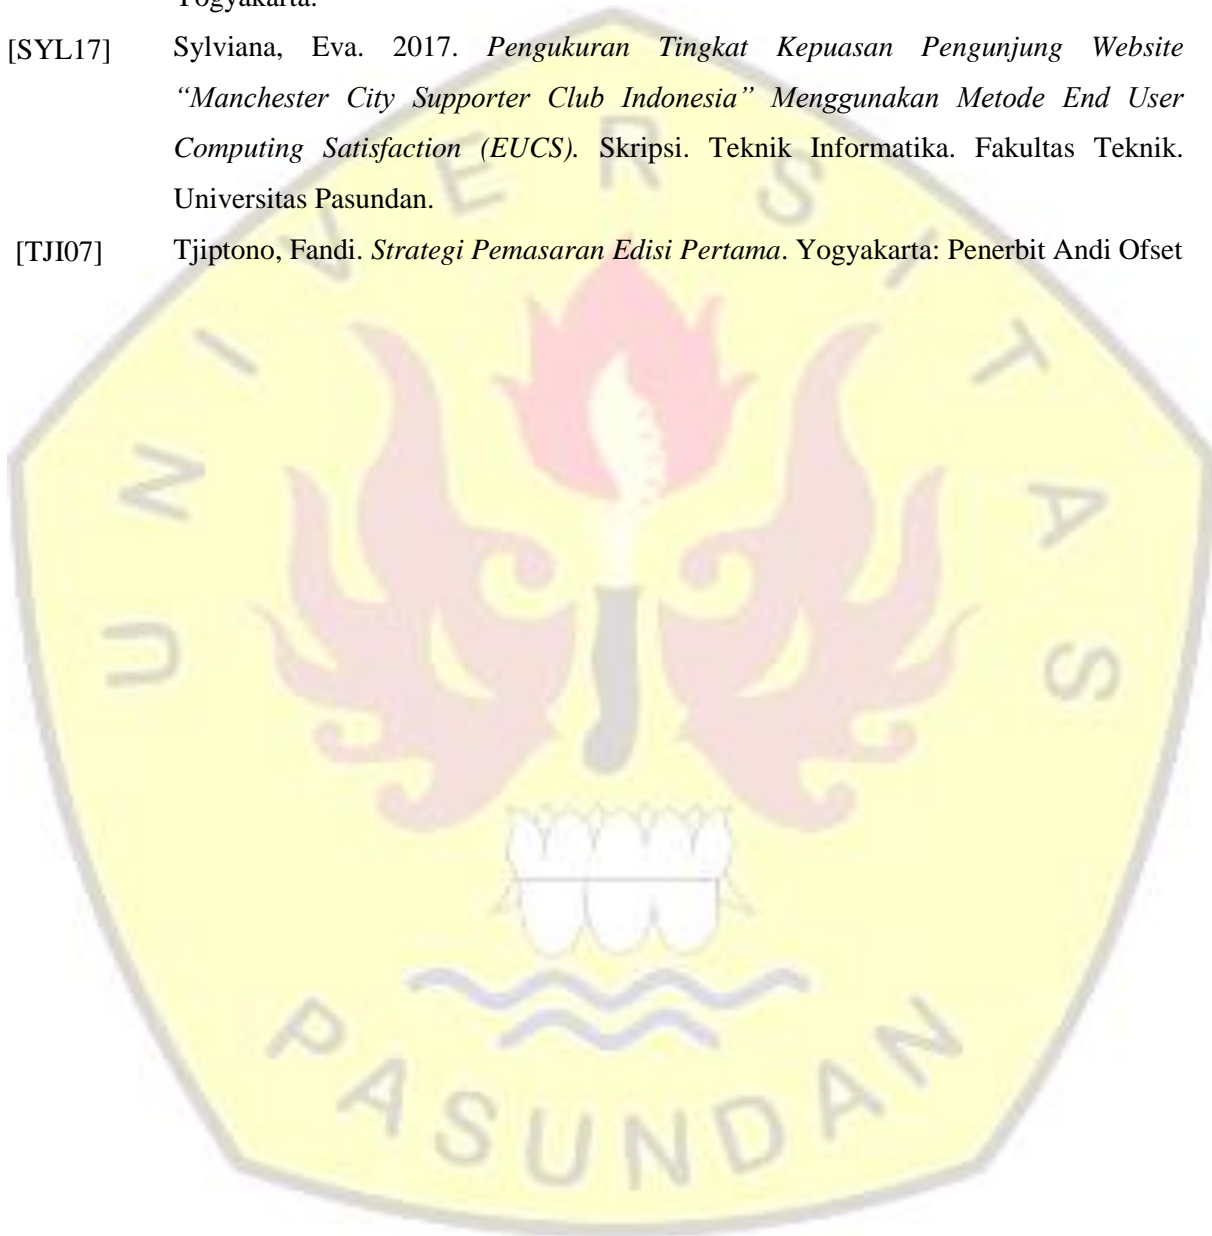 Yogyakarta.
[SYL17] Sylviana, Eva. 2017. Pengukuran Tingkat Kepuasan Pengunjung Website
“Manchester City Supporter Club Indonesia” Menggunakan Metode End User
Computing Satisfaction (EUCS). Skripsi. Teknik Informatika. Fakultas Teknik.
Universitas Pasundan.
[TJI07] Tjiptono, Fandi. Strategi Pemasaran Edisi Pertama. Yogyakarta: Penerbit Andi Ofset
UNIVERSITAS
PASUNDAN